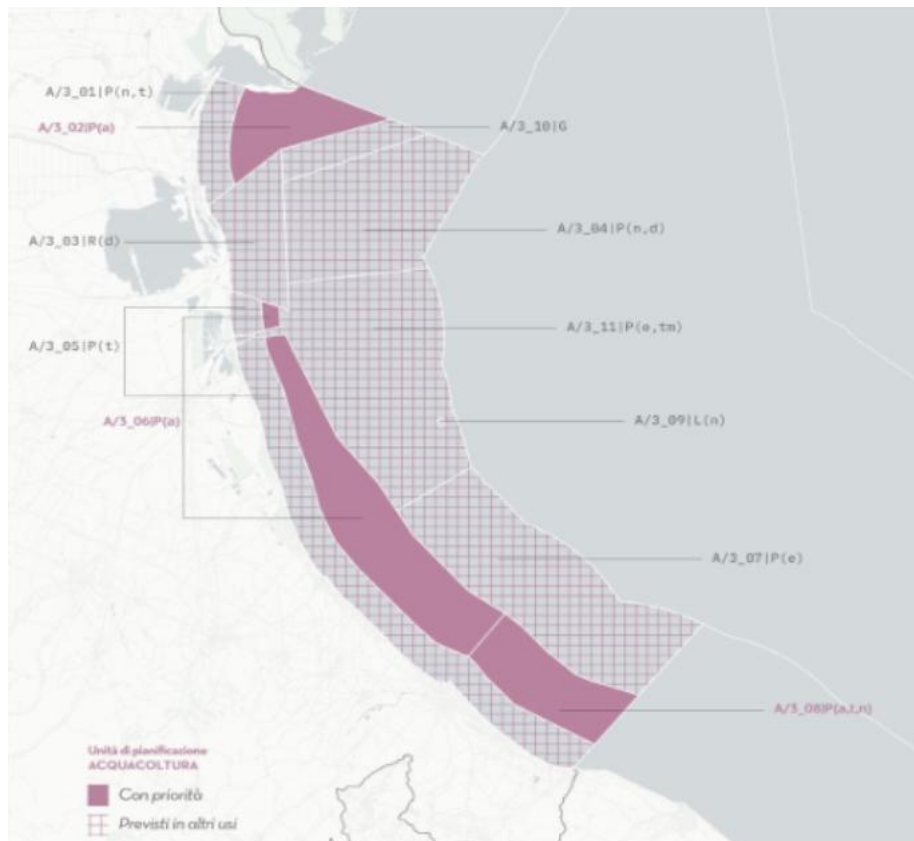 A/3_01|P(n,t)
A/3_02|P(a)
A/3_10|G
A/3_04|P(n,d)
A/3_03|R(d)
A/3_11|P(e,tm)
A/3_05|P(t)
A/3_09|L(n)
A/3_06|P(a)
A/3_07|P(e)
A/3_08|P(a,t,n)
Unità di pianificazione
ACQUACOLTURA
Con priorità
Previsti in altri usi